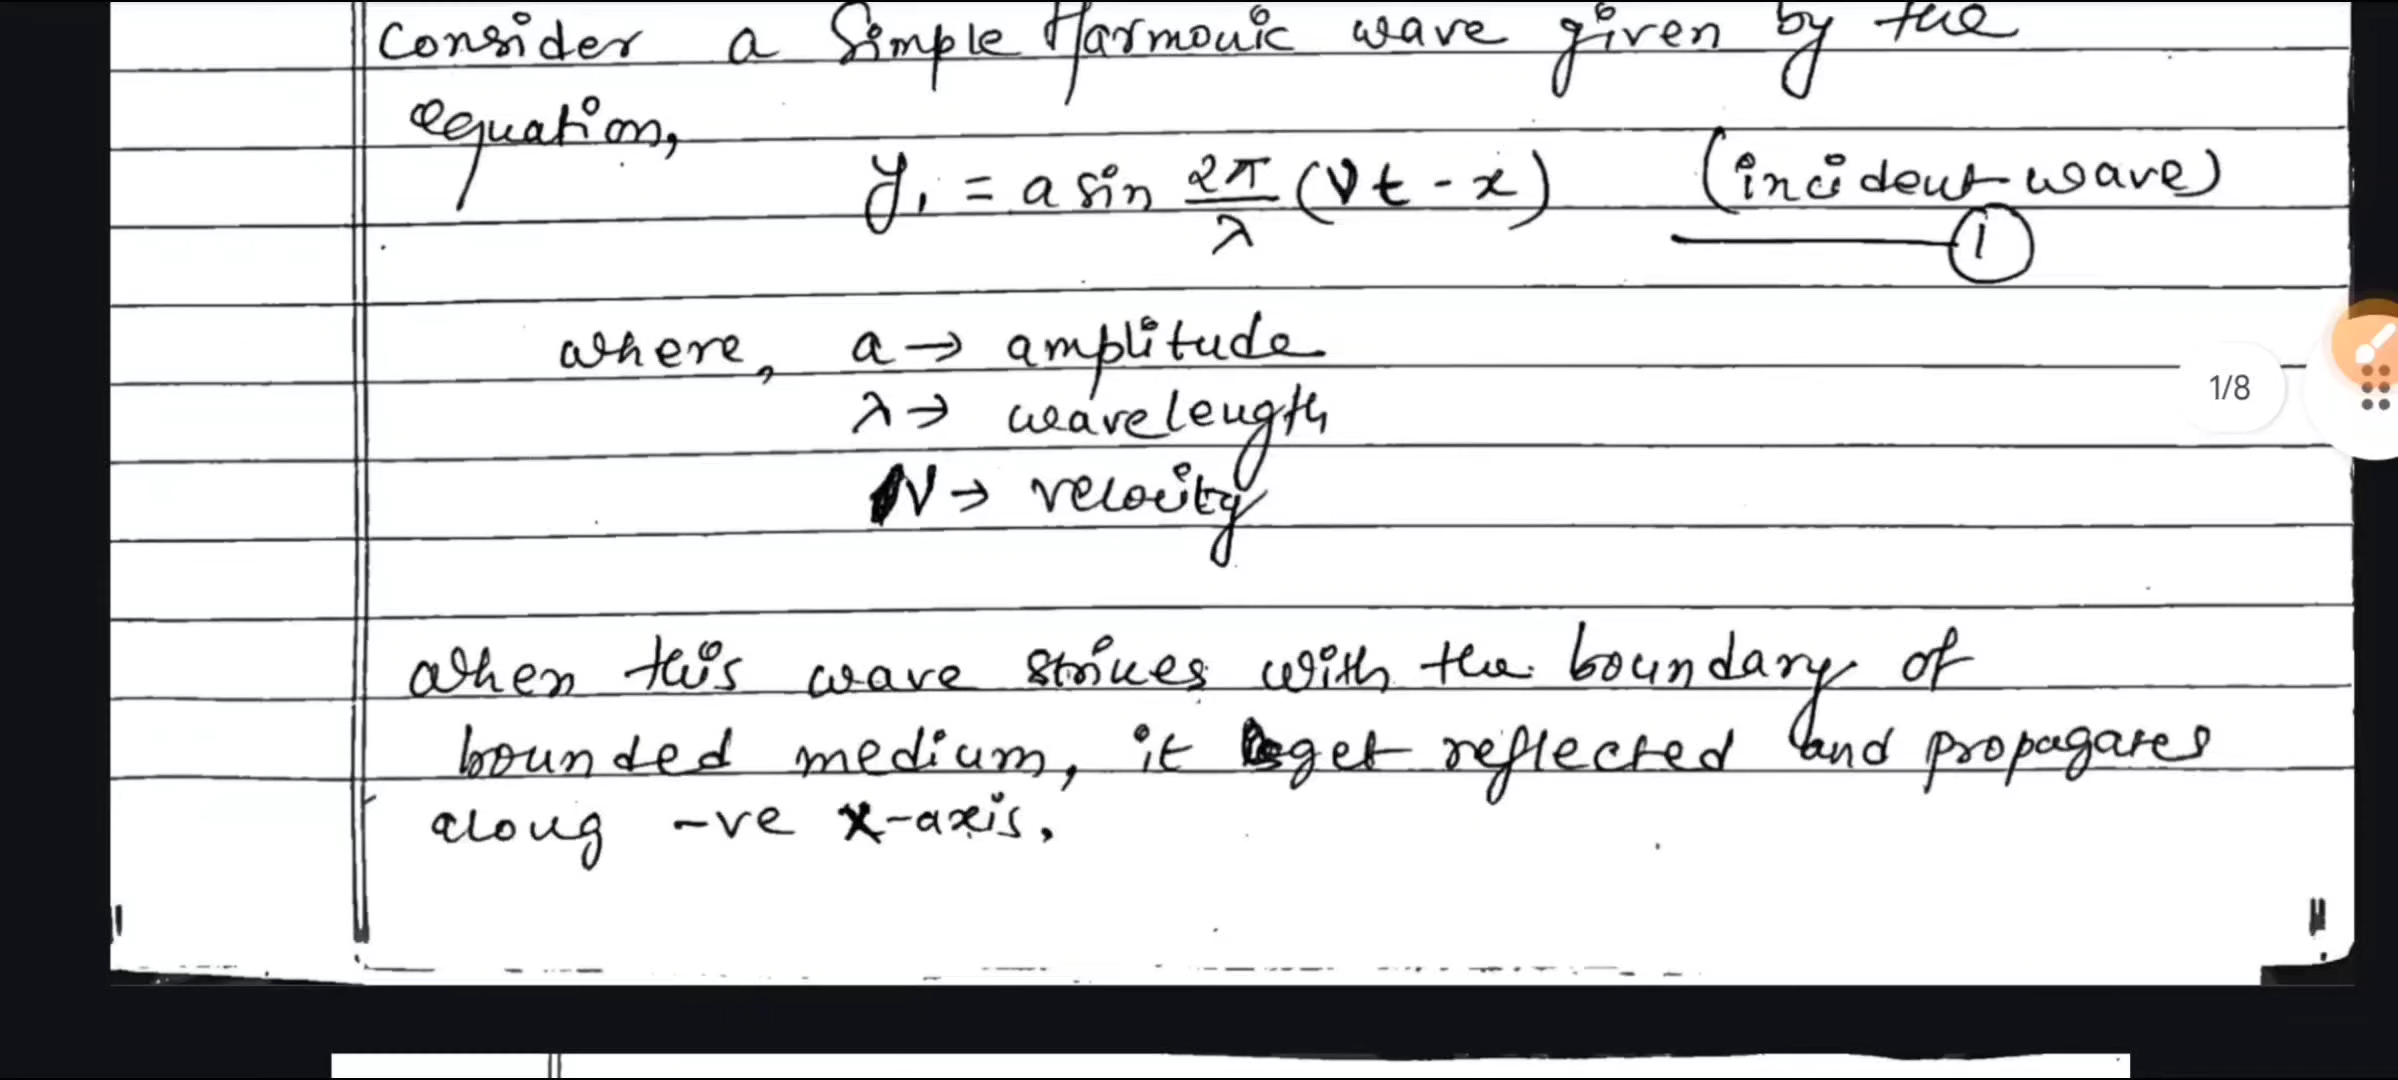 Consider a Simple Harmonic wave given by the
equation,
y₁ = a sin 2π/λ (vt - x) (incident wave)
1
where, a → amplitude
λ → wavelength
1/8
v → velocity
when this wave strikes with the boundary of
bounded medium, it get reflected and propagates
along -ve x-axis.